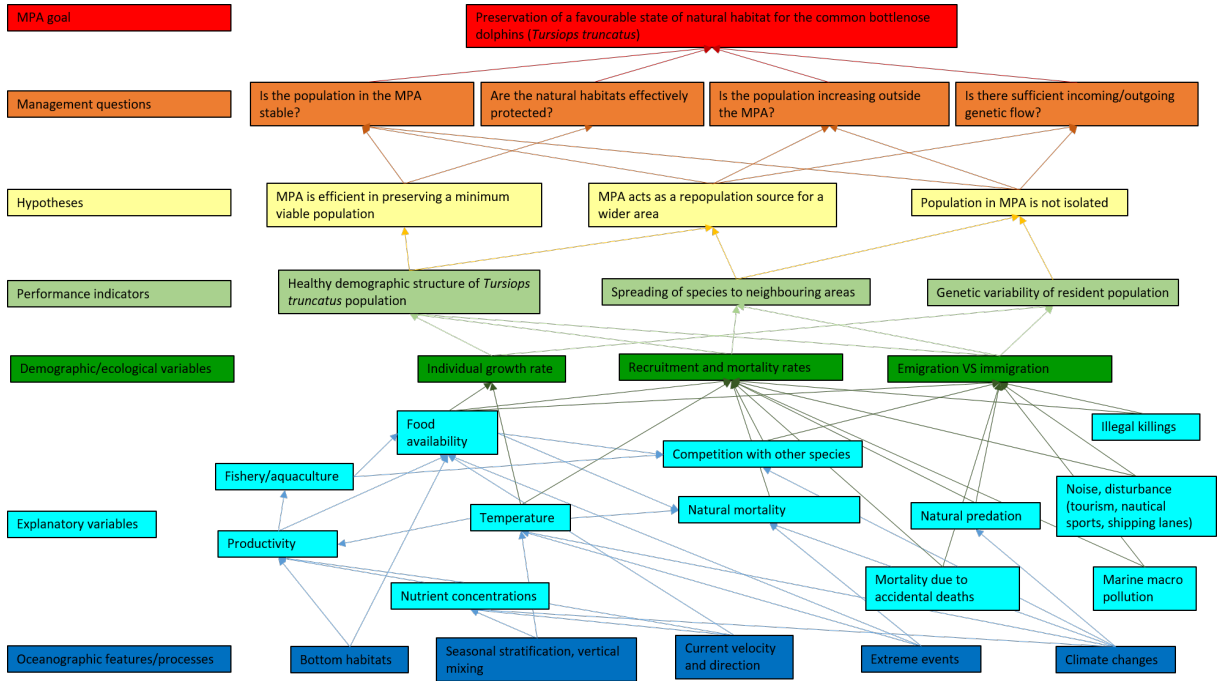 MPA goal
Preservation of a favourable state of natural habitat for the common bottlenose
dolphins (Tursiops truncatus)
Management questions
Is the population in the MPA
stable?
Are the natural habitats effectively
protected?
Is the population increasing outside
the MPA?
Is there sufficient incoming/outgoing
genetic flow?
Hypotheses
MPA is efficient in preserving a minimum
viable population
MPA acts as a repopulation source for a
wider area
Population in MPA is not isolated
Performance indicators
Healthy demographic structure of Tursiops
truncatus population
Spreading of species to neighbouring areas
Genetic variability of resident population
Demographic/ecological variables
Individual growth rate
Recruitment and mortality rates
Emigration VS immigration
Food
availability
Illegal killings
Competition with other species
Fishery/aquaculture
Explanatory variables
Productivity
Temperature
Natural mortality
Natural predation
Noise, disturbance
(tourism, nautical
sports, shipping lanes)
Nutrient concentrations
Mortality due to
accidental deaths
Marine macro
pollution
Oceanographic features/processes
Bottom habitats
Seasonal stratification, vertical
mixing
Current velocity
and direction
Extreme events
Climate changes